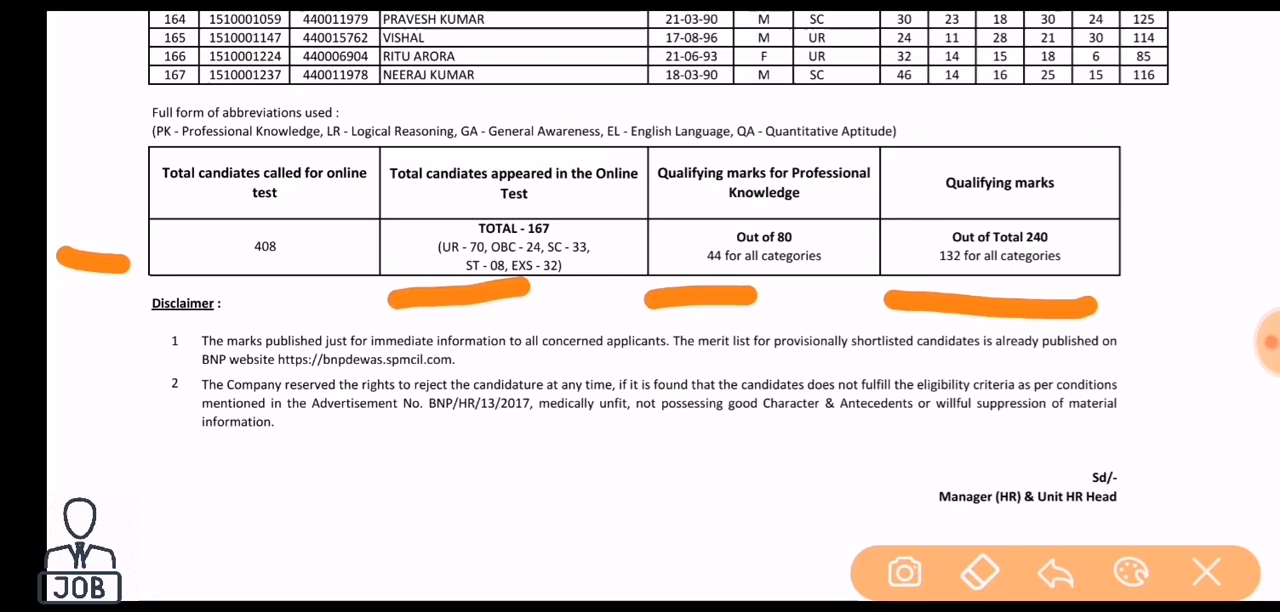 164 1510001059 440011979 PRAVESH KUMAR 21-03-90 M SC 30 23 18 30 24 125
165 1510001147 440015762 VISHAL 17-08-96 M UR 24 11 28 21 30 114
166 1510001224 440006904 RITU ARORA 21-06-93 F UR 32 14 15 18 6 85
167 1510001237 440011978 NEERAJ KUMAR 18-03-90 M SC 46 14 16 25 15 116
Full form of abbreviations used :
(PK - Professional Knowledge, LR - Logical Reasoning, GA - General Awareness, EL - English Language, QA - Quantitative Aptitude)
Total candiates called for online
test
Total candiates appeared in the Online
Test
Qualifying marks for Professional
Knowledge
Qualifying marks
408
TOTAL - 167
(UR - 70, OBC - 24, SC - 33,
ST - 08, EXS - 32)
Out of 80
44 for all categories
Out of Total 240
132 for all categories
Disclaimer :
1 The marks published just for immediate information to all concerned applicants. The merit list for provisionally shortlisted candidates is already published on
BNP website https://bnpdewas.spmcil.com.
2 The Company reserved the rights to reject the candidature at any time, if it is found that the candidates does not fulfill the eligibility criteria as per conditions
mentioned in the Advertisement No. BNP/HR/13/2017, medically unfit, not possessing good Character & Antecedents or willful suppression of material
information.
Sd/-
Manager (HR) & Unit HR Head
JOB